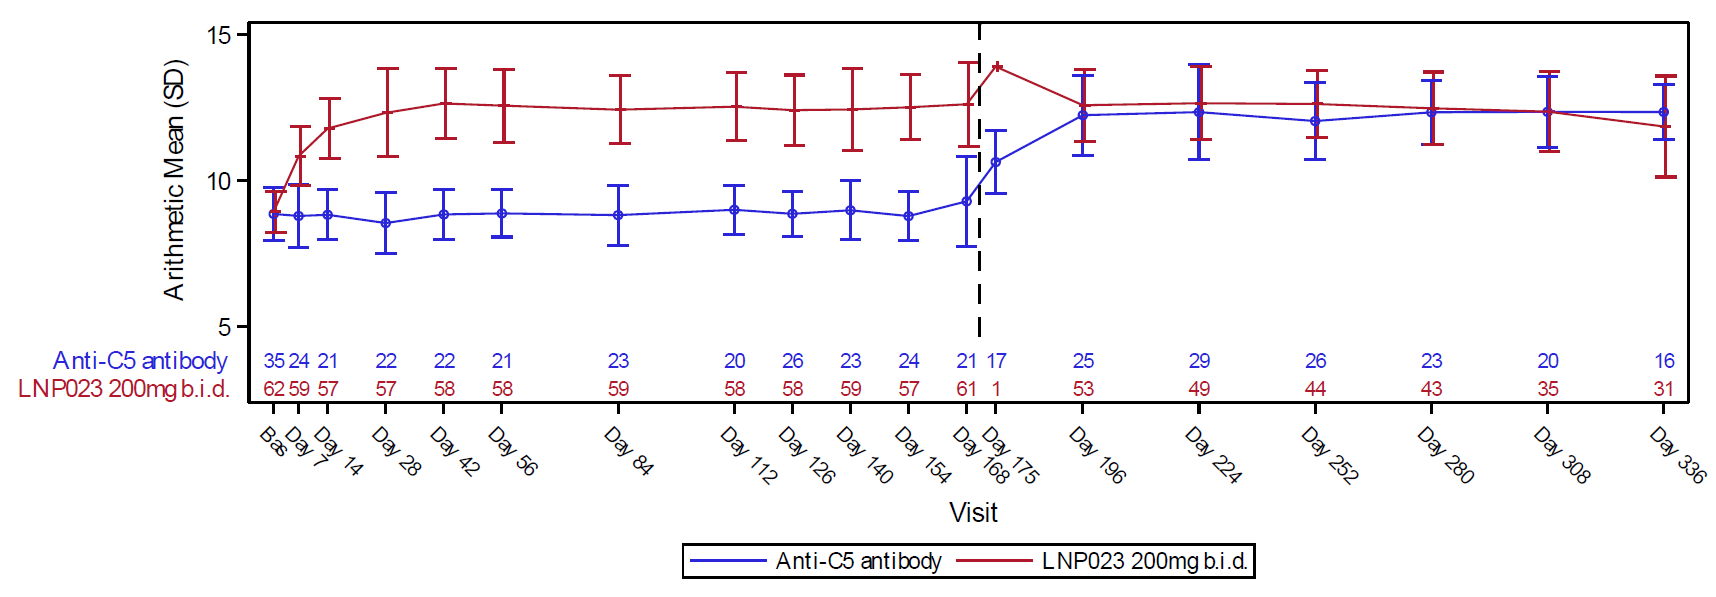 15
10
5
Arithmetic Mean (SD)
Anti-C5 antibody 35 24 21 22 22 21 23 20 26 23 24 21 17 25 29 26 23 20 16
LNP023 200mg b.i.d. 62 59 57 57 58 58 59 58 58 59 57 61 1 53 49 44 43 35 31
Bas Day 7 Day 14 Day 28 Day 42 Day 56 Day 84 Day 112 Day 126 Day 140 Day 154 Day 168 Day 175 Day 196 Day 224 Day 252 Day 280 Day 308 Day 336
Visit
Anti-C5 antibody LNP023 200mg b.i.d.